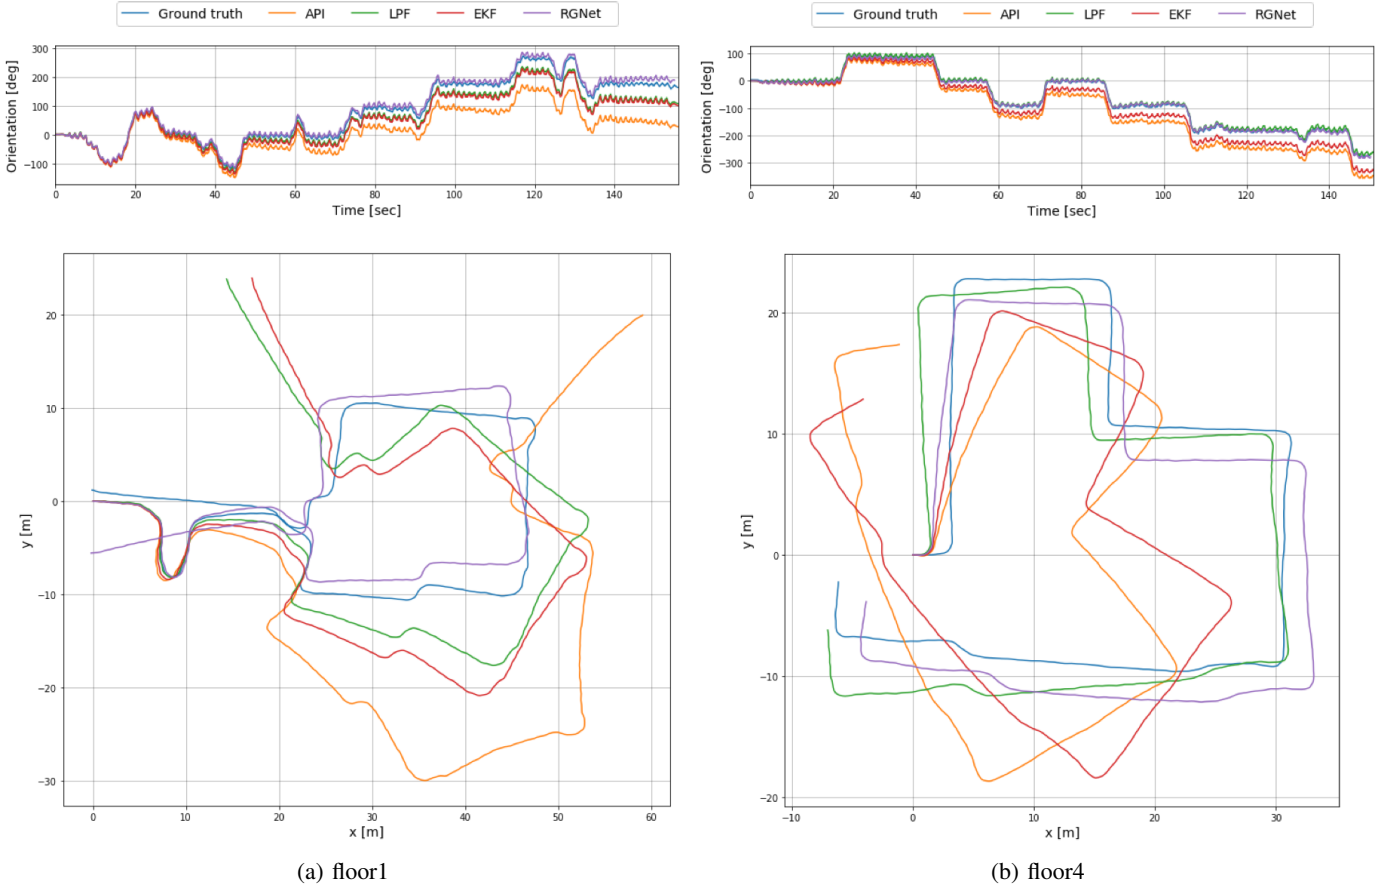 Ground truth API LPF EKF RGNet
300
200
100
0
−100
Orientation [deg]
0 20 40 60 80 100 120 140
Time [sec]
20
10
0
−10
−20
−30
y [m]
0 10 20 30 40 50 60
x [m]
(a) floor1
Ground truth API LPF EKF RGNet
100
0
−100
−200
−300
Orientation [deg]
0 20 40 60 80 100 120 140
Time [sec]
20
10
0
−10
−20
y [m]
−10 0 10 20 30
x [m]
(b) floor4